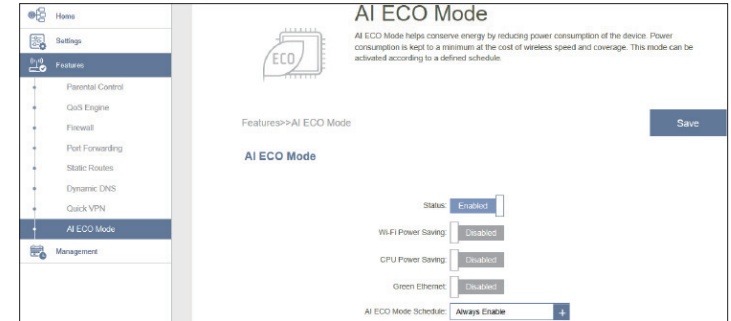 Home
Settings
Features
Parental Control
QoS Engine
Firewall
Port Forwarding
Static Routes
Dynamic DNS
Quick VPN
AI ECO Mode
Management
ECO
AI ECO Mode
AI ECO Mode helps conserve energy by reducing power consumption of the device. Power
consumption is kept to a minimum at the cost of wireless speed and coverage. This mode can be
activated according to a defined schedule.
Features>>AI ECO Mode
Save
AI ECO Mode
Status: Enabled
Wi-Fi Power Saving: Disabled
CPU Power Saving: Disabled
Green Ethernet: Disabled
AI ECO Mode Schedule: Always Enable +